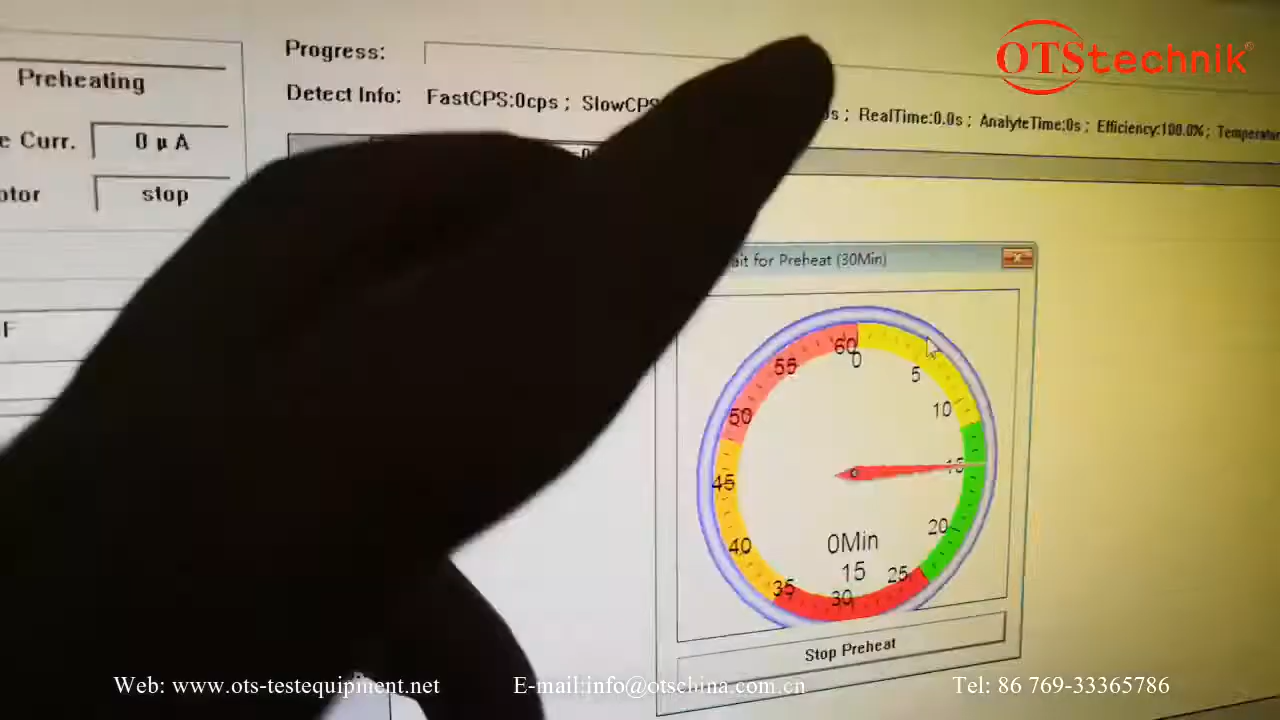 OTStechnik®
Progress:
Preheating
Detect Info: FastCPS:0cps ; SlowCPS s ; RealTime:0.0s ; AnalyteTime:0s ; Efficiency:100.0% ;
e Curr. 0 μA
otor stop
for Preheat (30Min)
F
60
0
5
10
15
20
25
30
35
40
45
50
55
0Min
15
Stop Preheat
Web: www.ots-testequipment.net E-mail:info@otschina.com.cn Tel: 86 769-33365786